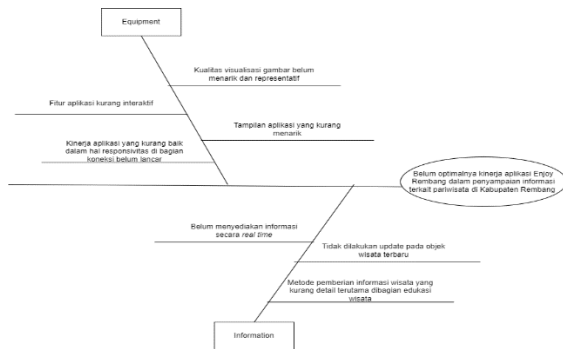 Equipment
Kualitas visualisasi gambar belum
menarik dan representatif
Fitur aplikasi kurang interaktif
Tampilan aplikasi yang kurang
menarik
Kinerja aplikasi yang kurang baik
dalam hal responsivitas di bagian
koneksi belum lancar
Belum optimalnya kinerja aplikasi Enjoy
Rembang dalam penyampaian informasi
terkait pariwisata di Kabupaten Rembang
Belum menyediakan informasi
secara real time
Tidak dilakukan update pada objek
wisata terbaru
Metode pemberian informasi wisata yang
kurang detail terutama dibagian edukasi
wisata
Information